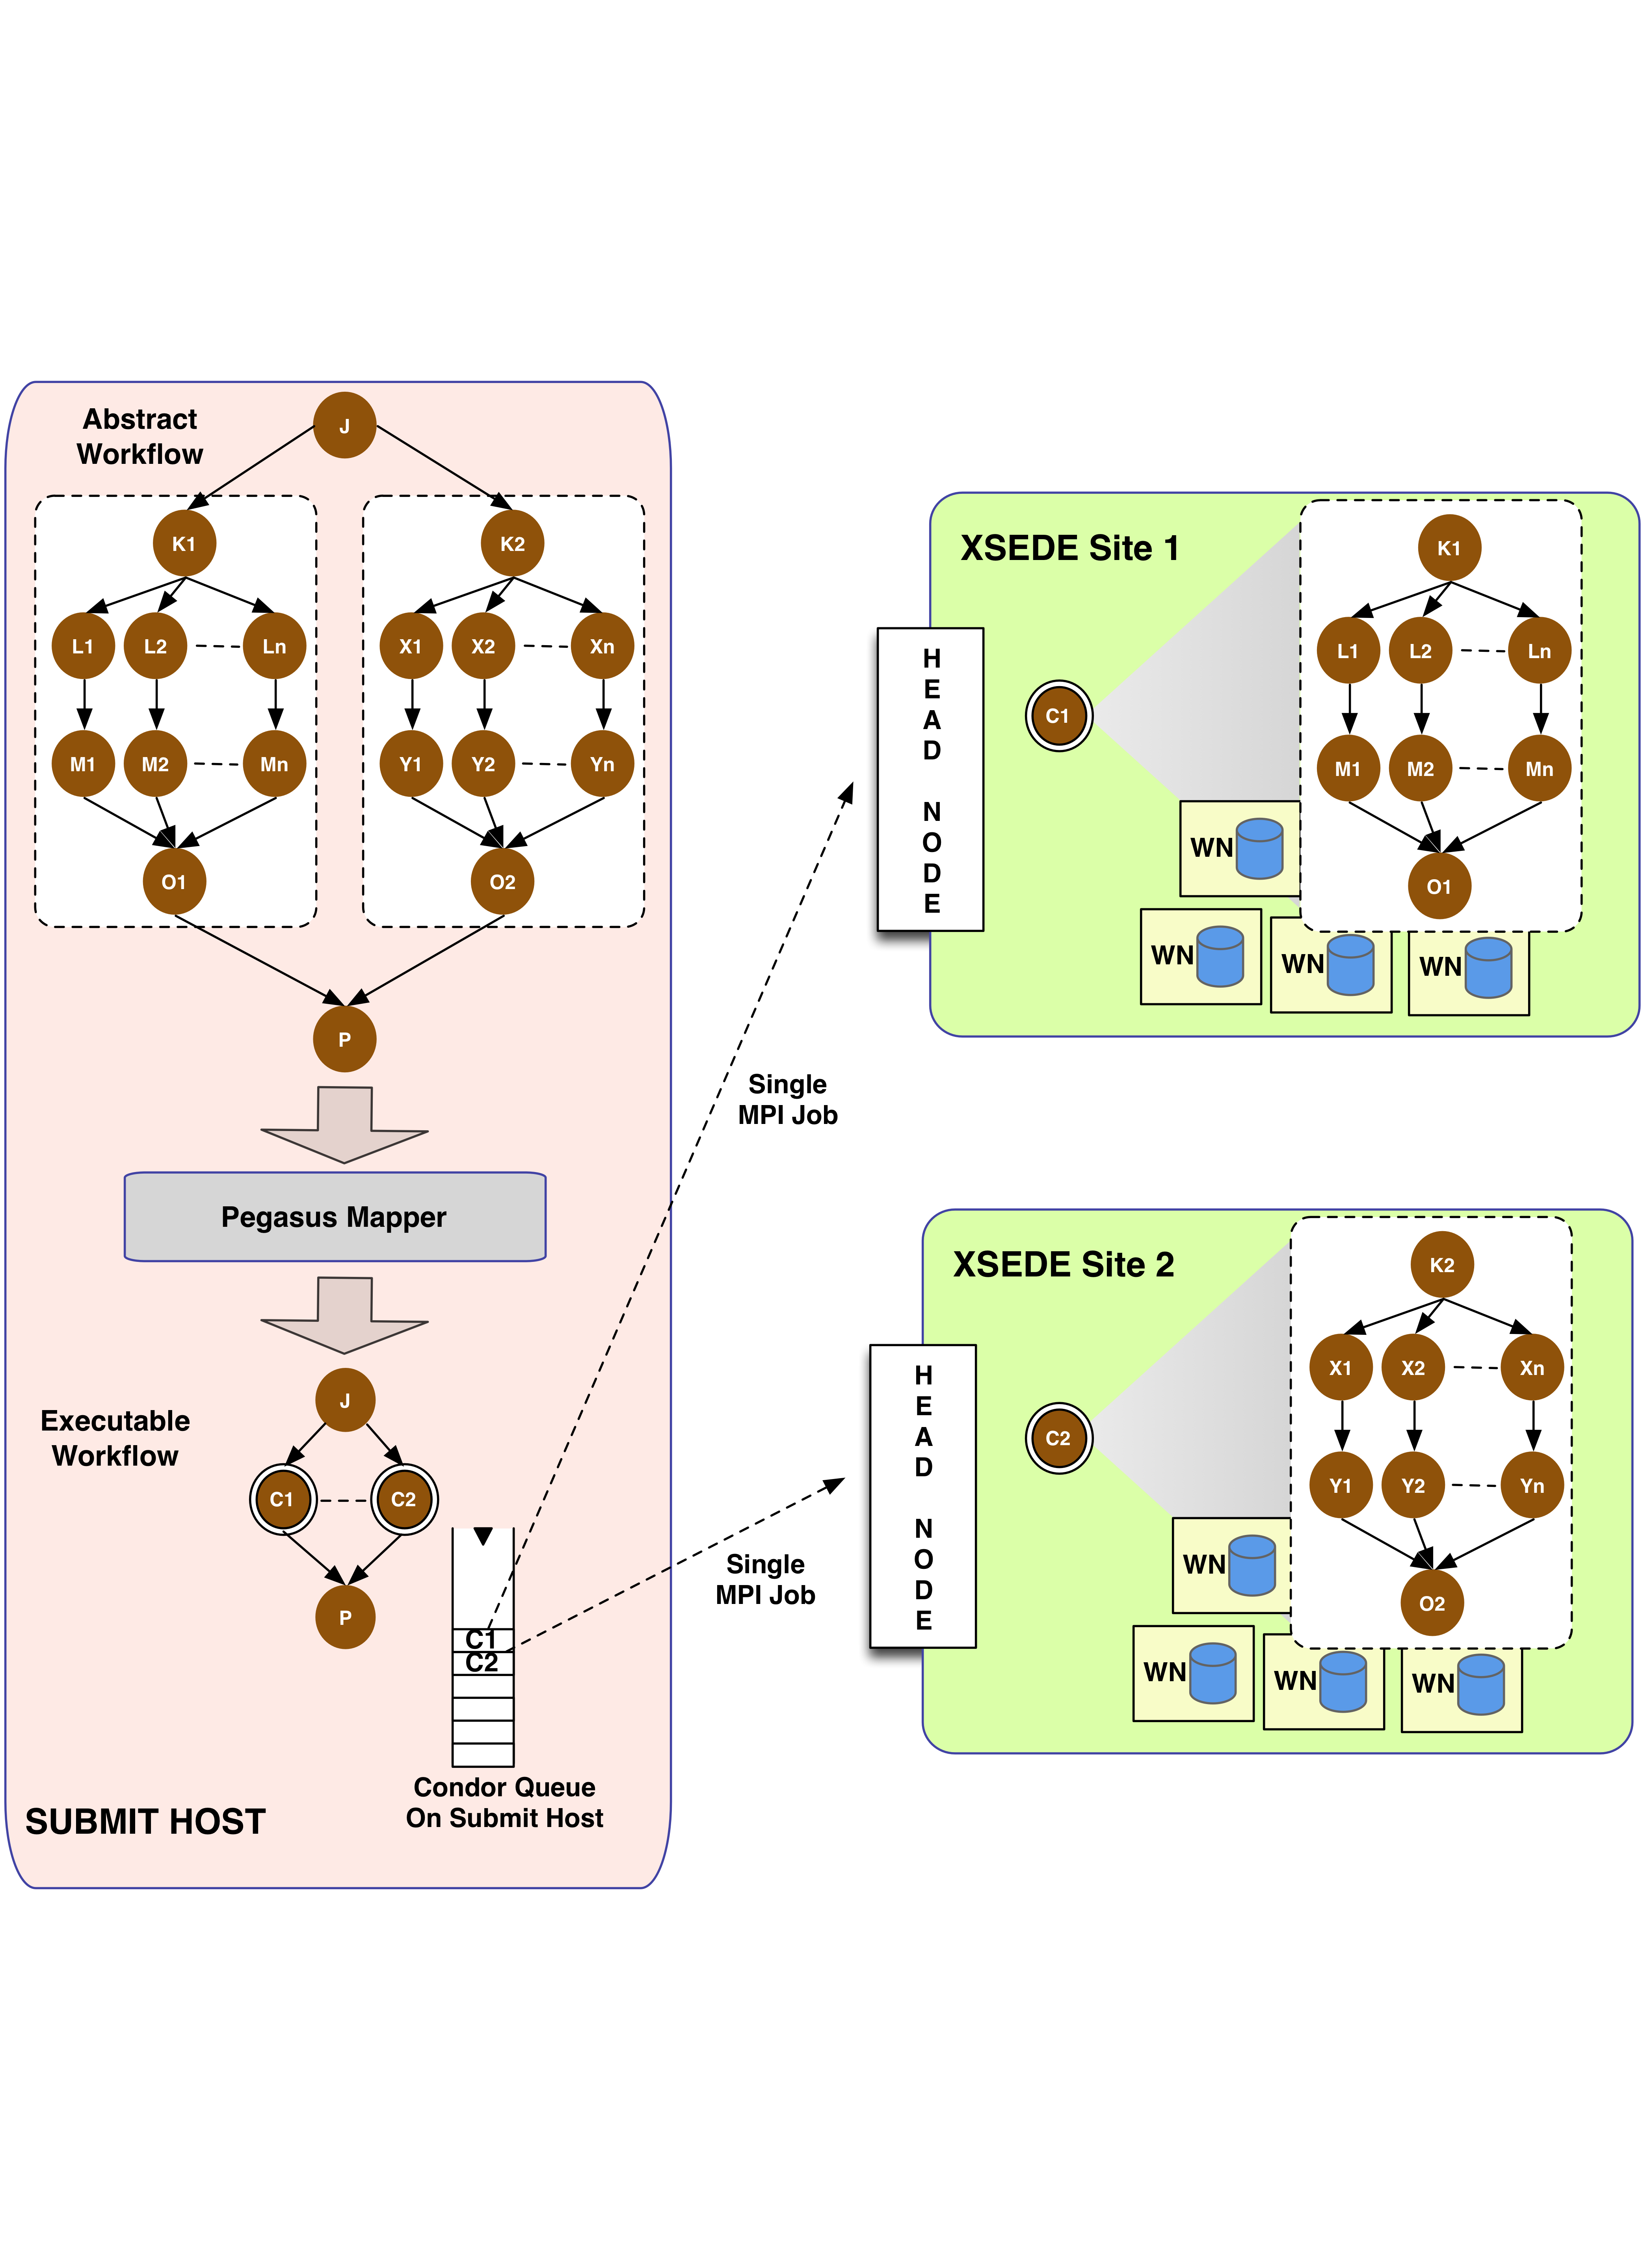 Abstract
Workflow
J
K1
K2
L1 L2 Ln
X1 X2 Xn
M1 M2 Mn
Y1 Y2 Yn
O1
O2
P
Pegasus Mapper
J
Executable
Workflow
C1 C2
P
C1
C2
Condor Queue
On Submit Host
SUBMIT HOST
Single
MPI Job
Single
MPI Job
XSEDE Site 1
H
E
A
D
N
O
D
E
C1
K1
L1 L2 Ln
M1 M2 Mn
O1
WN
WN
WN
WN
XSEDE Site 2
H
E
A
D
N
O
D
E
C2
K2
X1 X2 Xn
Y1 Y2 Yn
O2
WN
WN
WN
WN